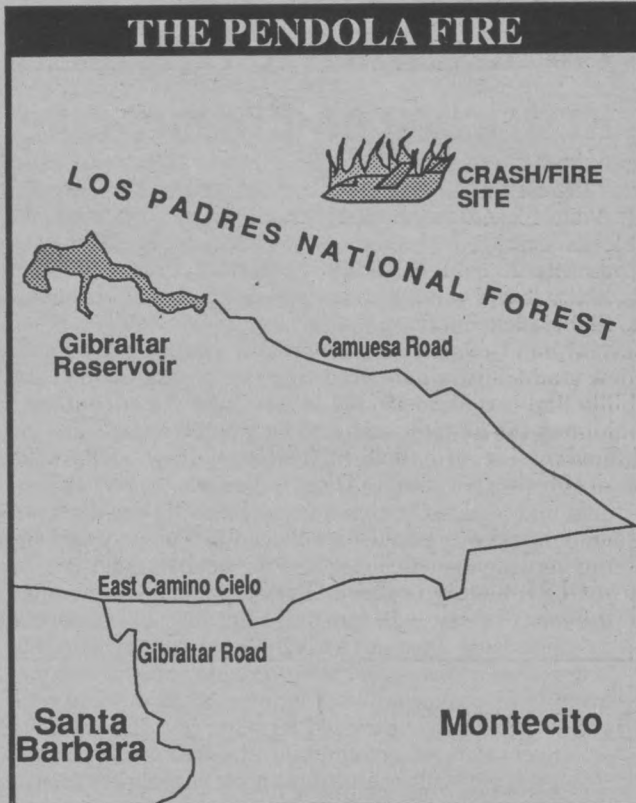 THE PENDOLA FIRE
CRASH/FIRE
SITE
LOS PADRES NATIONAL FOREST
Gibraltar
Reservoir
Camuesa Road
East Camino Cielo
Gibraltar Road
Santa
Barbara
Montecito